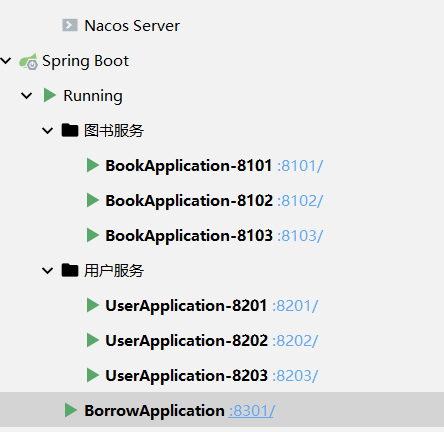 Nacos Server
Spring Boot
Running
图书服务
BookApplication-8101 :8101/
BookApplication-8102 :8102/
BookApplication-8103 :8103/
用户服务
UserApplication-8201 :8201/
UserApplication-8202 :8202/
UserApplication-8203 :8203/
BorrowApplication :8301/